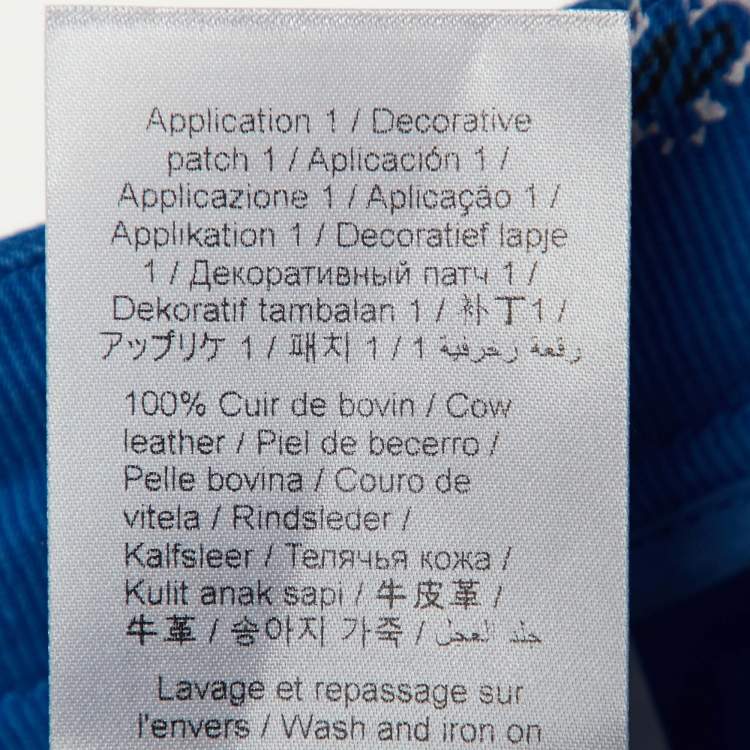 Application 1 / Decorative
patch 1 / Aplicación 1 /
Applicazione 1 / Aplicação 1 /
Applikation 1 / Decoratief lapje
1 / Декоративный патч 1 /
Dekoratif tambalan 1 / 补丁1 /
アップリケ 1 / 패치 1 / 1 رقعة زخرفية
100% Cuir de bovin / Cow
leather / Piel de becerro /
Pelle bovina / Couro de
vitela / Rindsleder /
Kalfsleer / Телячья кожа /
Kulit anak sapi / 牛皮革 /
牛革 / 송아지 가죽 / جلد العجل
Lavage et repassage sur
l'envers / Wash and iron on